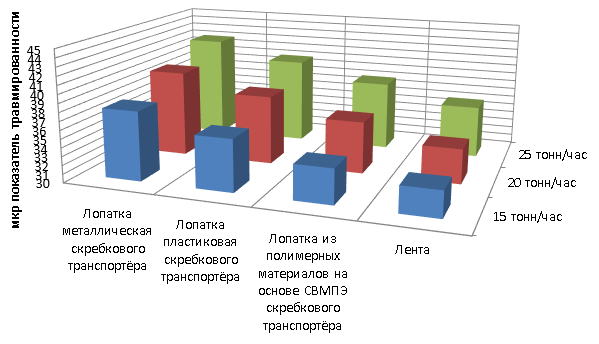 мкр показатель травмированности
45
44
43
42
41
40
39
38
37
36
35
34
33
32
31
30
Лопатка
металлическая
скребкового
транспортёра
Лопатка
пластиковая
скребкового
транспортёра
Лопатка из
полимерных
материалов на
основе СВМПЭ
скребкового
транспортёра
Лента
25 тонн/час
20 тонн/час
15 тонн/час